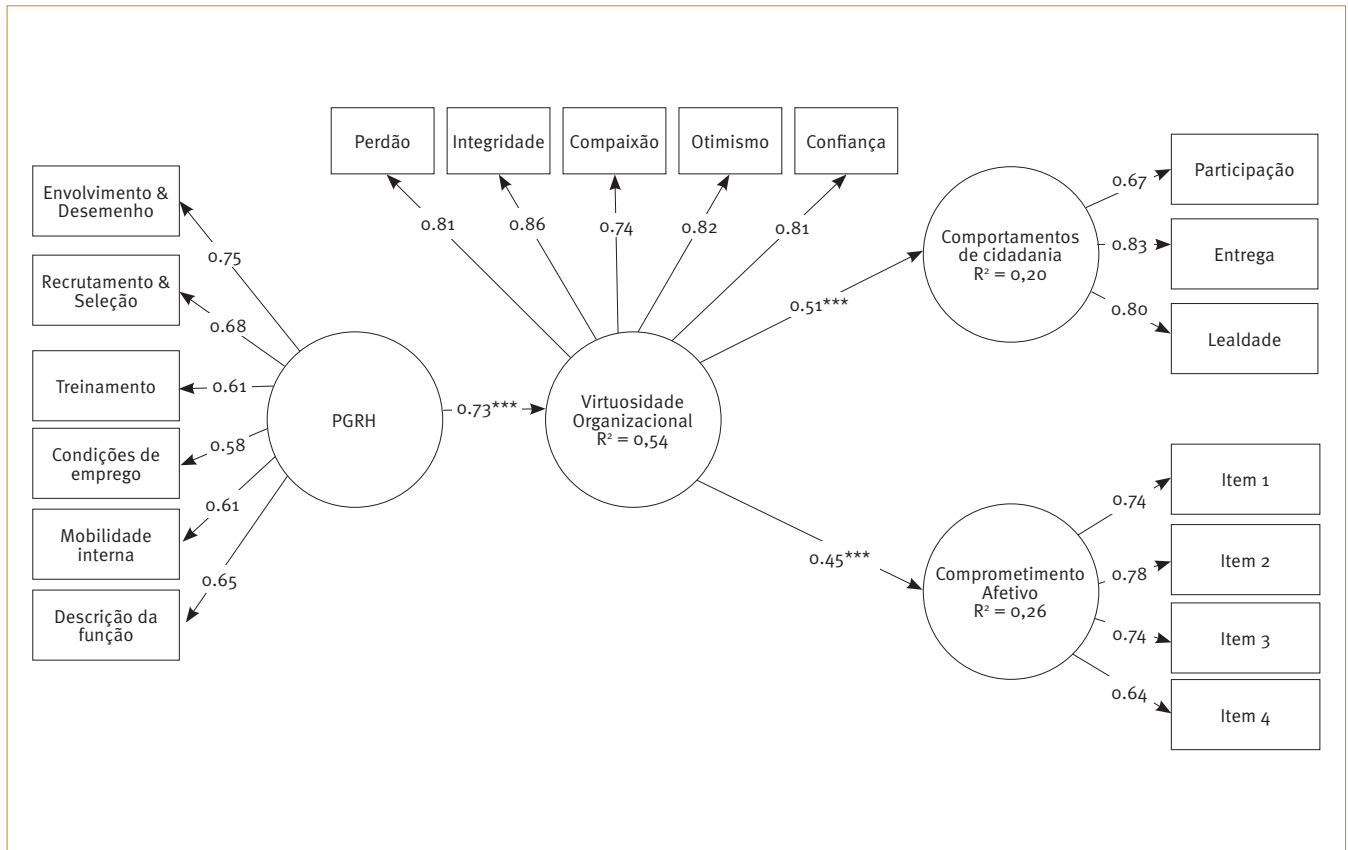 Perdão
Integridade
Compaixão
Otimismo
Confiança
0.81
0.86
0.74
0.82
0.81
Envolvimento &
Desemenho
Recrutamento &
Seleção
Treinamento
Condições de
emprego
Mobilidade
interna
Descrição da
função
0.75
0.68
0.61
0.58
0.61
0.65
PGRH
0.73***
Virtuosidade
Organizacional
R² = 0,54
0.51***
0.45***
Comportamentos
de cidadania
R² = 0,20
0.67
0.83
0.80
Participação
Entrega
Lealdade
Comprometimento
Afetivo
R² = 0,26
0.74
0.78
0.74
0.64
Item 1
Item 2
Item 3
Item 4